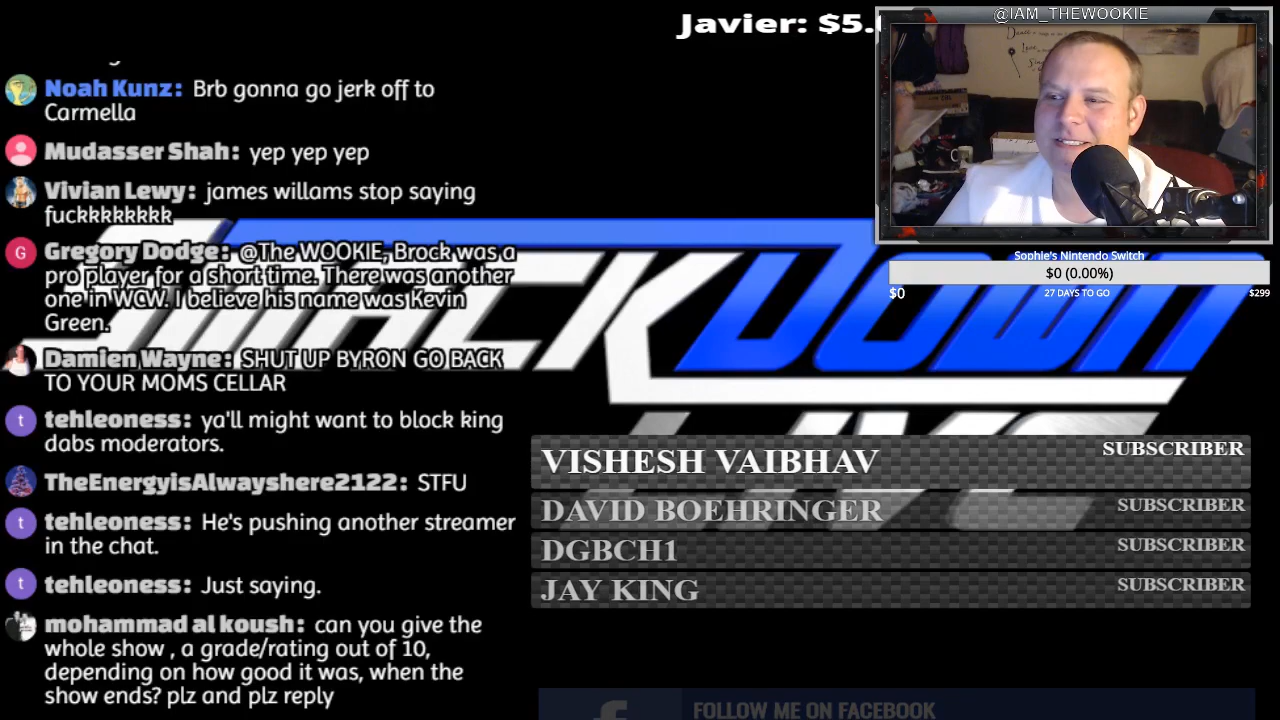 Javier: $5.
@IAM_THEWOOKIE
Noah Kunz: Brb gonna go jerk off to
Carmella
Mudasser Shah: yep yep yep
Vivian Lewy: james willams stop saying
fuckkkkkkkk
Gregory Dodge: @The WOOKIE, Brock was a
pro player for a short time. There was another
one in WCW. I believe his name was Kevin
Green.
Damien Wayne: SHUT UP BYRON GO BACK
TO YOUR MOMS CELLAR
tehleoness: ya'll might want to block king
dabs moderators.
TheEnergyisAlwayshere2122: STFU
tehleoness: He's pushing another streamer
in the chat.
tehleoness: Just saying.
mohammad al koush: can you give the
whole show , a grade/rating out of 10,
depending on how good it was, when the
show ends? plz and plz reply
SMACKDOWN
LIVE
Sophie's Nintendo Switch
$0 (0.00%)
$0 27 DAYS TO GO $299
VISHESH VAIBHAV SUBSCRIBER
DAVID BOEHRINGER SUBSCRIBER
DGBCH1 SUBSCRIBER
JAY KING SUBSCRIBER
f FOLLOW ME ON FACEBOOK